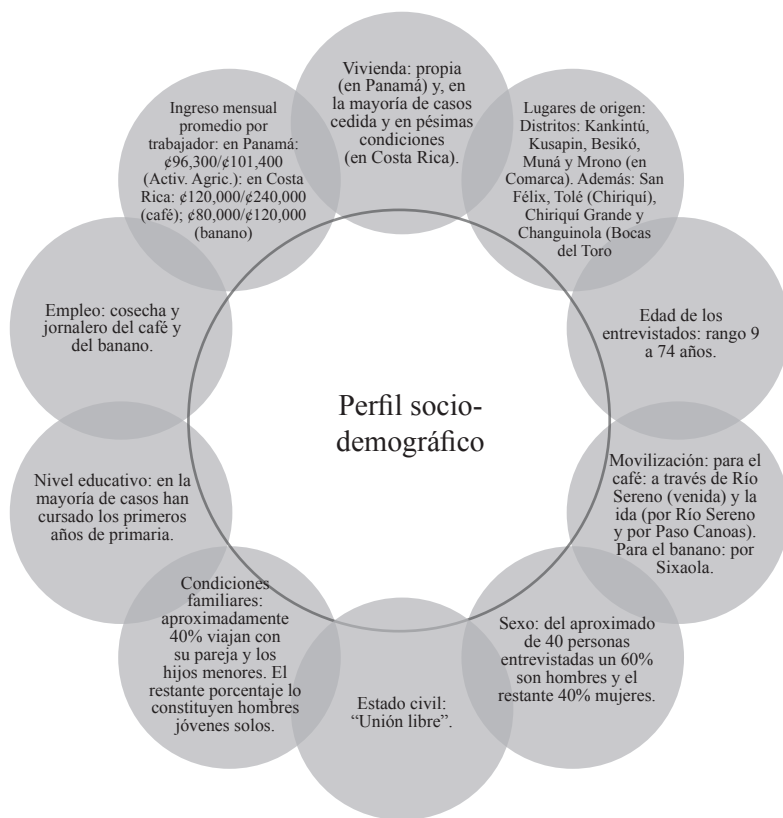 Vivienda: propia
(en Panamá) y, en
la mayoría de casos
cedida y en pésimas
condiciones
(en Costa Rica).
Lugares de origen:
Distritos: Kankintú,
Kusapin, Besikó,
Muná y Mrono (en
Comarca). Además: San
Félix, Tolé (Chiriquí),
Chiriquí Grande y
Changuinola (Bocas
del Toro
Edad de los
entrevistados: rango 9
a 74 años.
Movilización: para el
café: a través de Río
Sereno (venida) y la
ida (por Río Sereno
y por Paso Canoas).
Para el banano: por
Sixaola.
Sexo: del aproximado
de 40 personas
entrevistadas un 60%
son hombres y el
restante 40% mujeres.
Estado civil:
“Unión libre”.
Condiciones
familiares:
aproximadamente
40% viajan con
su pareja y los
hijos menores. El
restante porcentaje lo
constituyen hombres
jóvenes solos.
Nivel educativo: en la
mayoría de casos han
cursado los primeros
años de primaria.
Empleo: cosecha y
jornalero del café y
del banano.
Ingreso mensual
promedio por
trabajador: en Panamá:
¢96,300/¢101,400
(Activ. Agric.): en Costa
Rica: ¢120,000/¢240,000
(café); ¢80,000/¢120,000
(banano)
Perfil socio-
demográfico